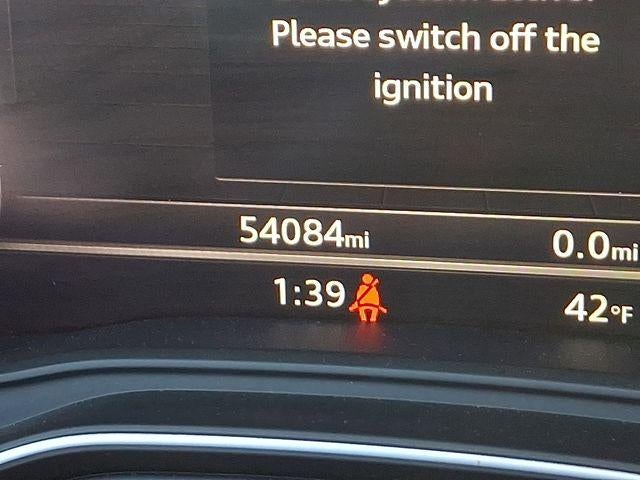 Please switch off the
ignition
54084mi
0.0mi
1:39
42°F